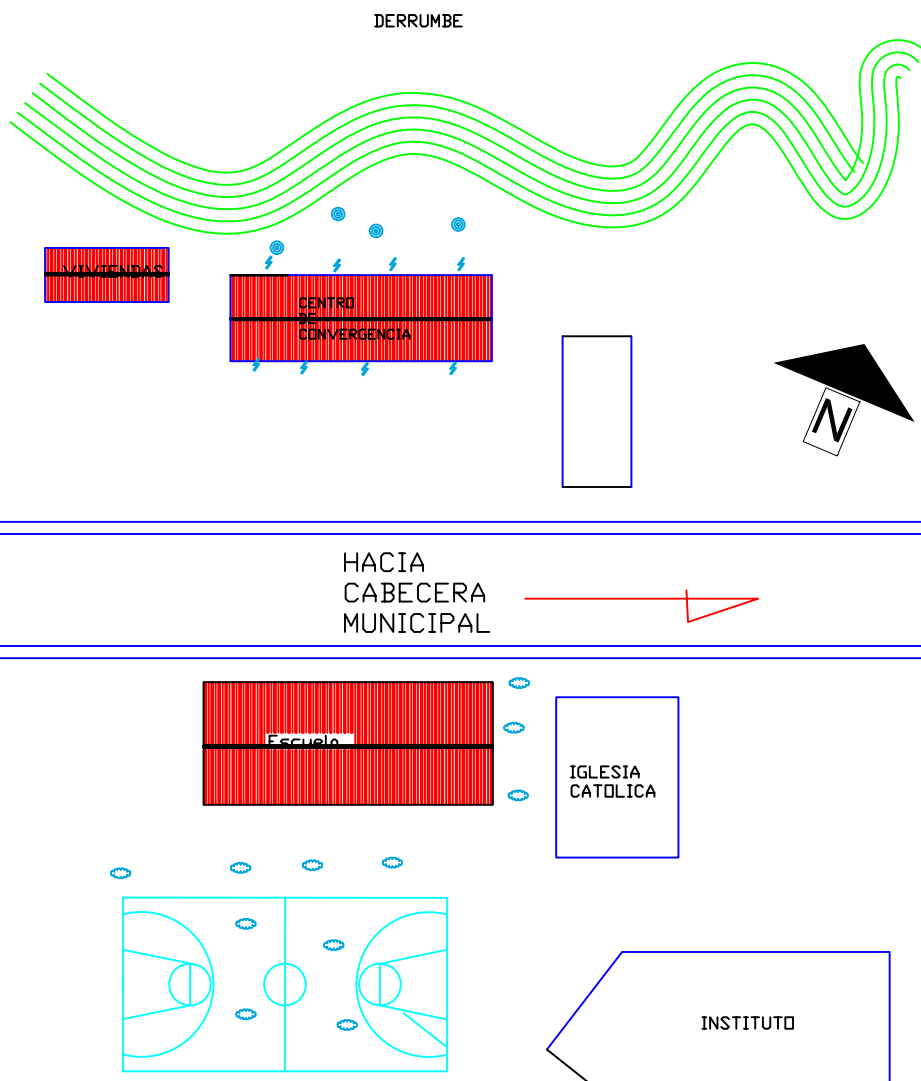 DERRUMBE
VIVIENDAS
CENTRO
DE
CONVERGENCIA
N
HACIA
CABECERA
MUNICIPAL
Escuela
IGLESIA
CATOLICA
INSTITUTO